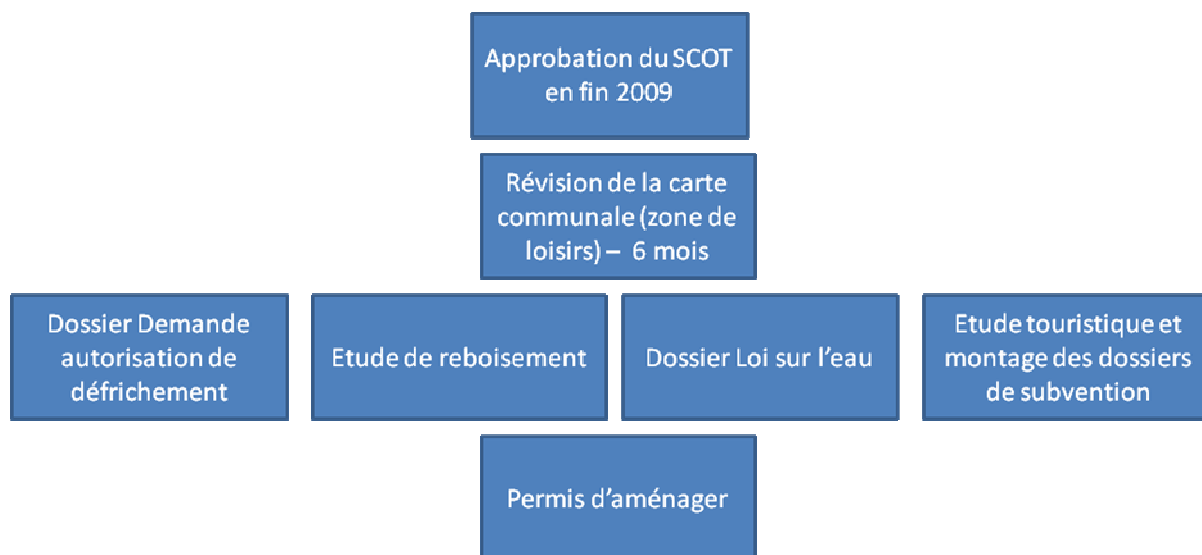 Approbation du SCOT
en fin 2009
Révision de la carte
communale (zone de
loisirs) – 6 mois
Dossier Demande
autorisation de
défrichement
Etude de reboisement
Dossier Loi sur l'eau
Etude touristique et
montage des dossiers
de subvention
Permis d'aménager